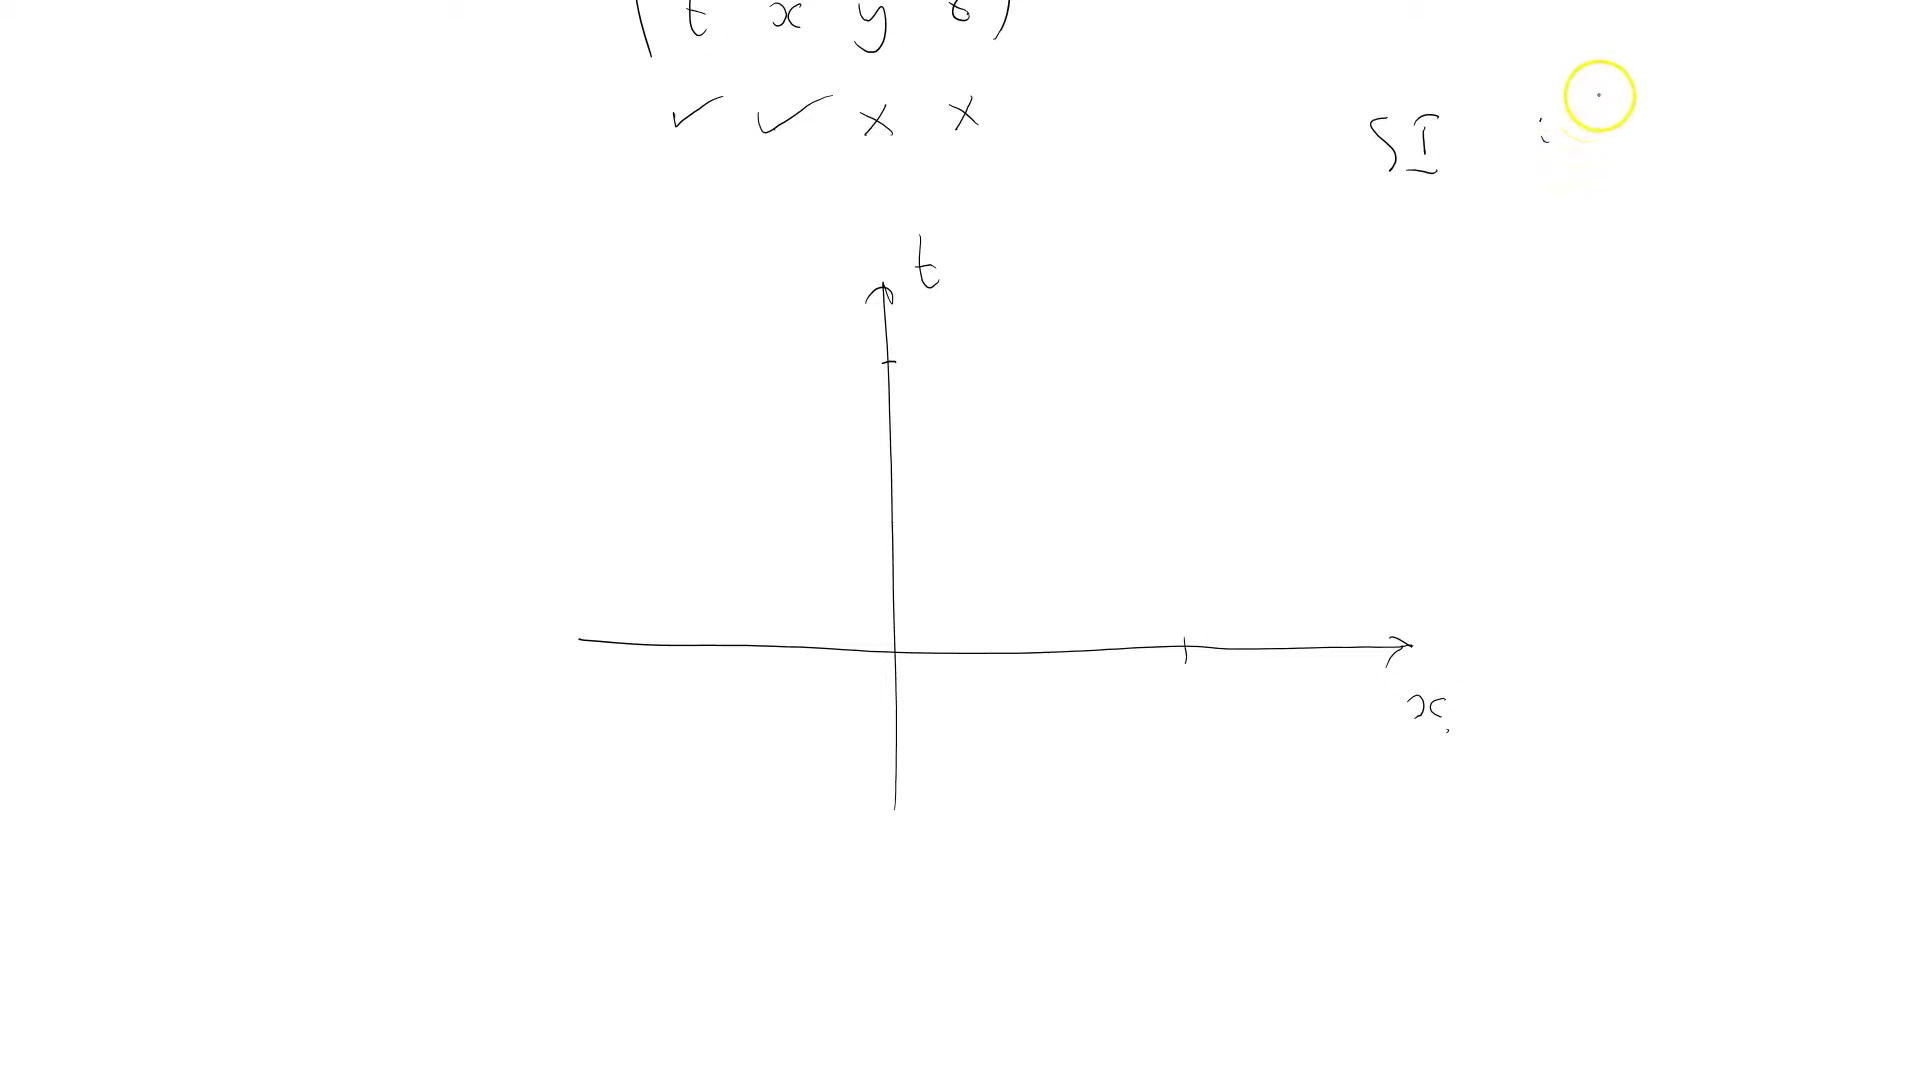 (t x y z)
✓ ✓ x x
SI
t
x